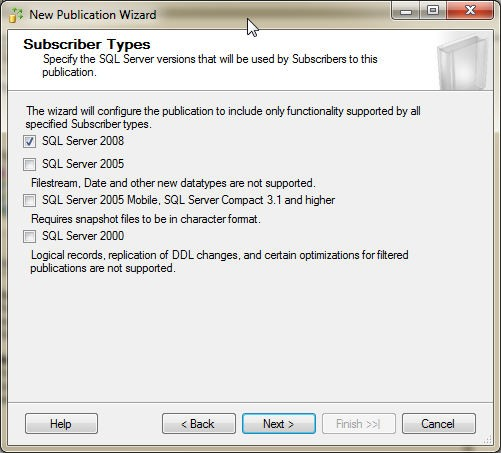 New Publication Wizard
Subscriber Types
Specify the SQL Server versions that will be used by Subscribers to this
publication.
The wizard will configure the publication to include only functionality supported by all
specified Subscriber types.
SQL Server 2008
SQL Server 2005
Filestream, Date and other new datatypes are not supported.
SQL Server 2005 Mobile, SQL Server Compact 3.1 and higher
Requires snapshot files to be in character format.
SQL Server 2000
Logical records, replication of DDL changes, and certain optimizations for filtered
publications are not supported.
Help
< Back
Next >
Finish >>|
Cancel